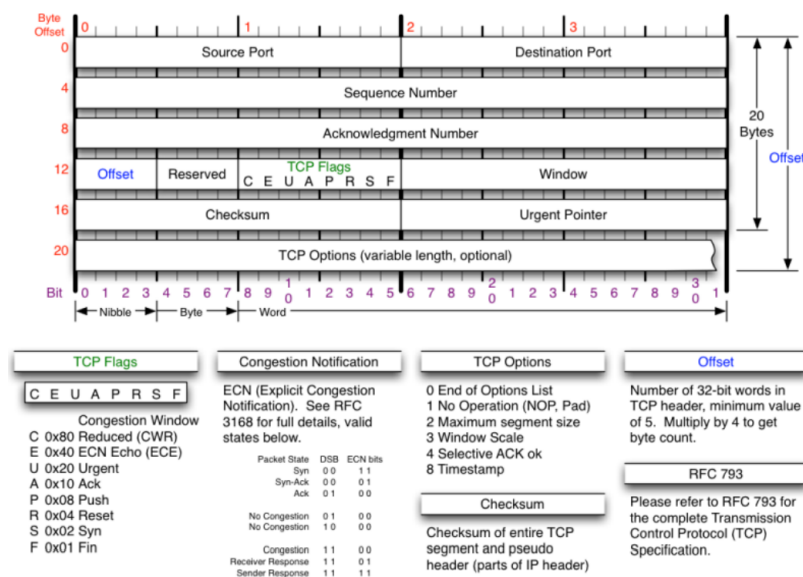 Byte
Offset
0 1 2 3
0 Source Port Destination Port
4 Sequence Number
8 Acknowledgment Number
20
Bytes
Offset
12 Offset Reserved TCP Flags
C E U A P R S F
Window
16 Checksum Urgent Pointer
20 TCP Options (variable length, optional)
Bit 0 1 2 3 4 5 6 7 8 9 10 1 2 3 4 5 6 7 8 9 20 1 2 3 4 5 6 7 8 9 30 1
Nibble Byte Word
TCP Flags
C E U A P R S F
Congestion Window
C 0x80 Reduced (CWR)
E 0x40 ECN Echo (ECE)
U 0x20 Urgent
A 0x10 Ack
P 0x08 Push
R 0x04 Reset
S 0x02 Syn
F 0x01 Fin
Congestion Notification
ECN (Explicit Congestion
Notification). See RFC
3168 for full details, valid
states below.
Packet State DSB ECN bits
Syn 0 0 1 1
Syn-Ack 0 0 0 1
Ack 0 1 0 0
No Congestion 0 1 0 0
No Congestion 1 0 0 0
Congestion 1 1 0 0
Receiver Response 1 1 0 1
Sender Response 1 1 1 1
TCP Options
0 End of Options List
1 No Operation (NOP, Pad)
2 Maximum segment size
3 Window Scale
4 Selective ACK ok
8 Timestamp
Checksum
Checksum of entire TCP
segment and pseudo
header (parts of IP header)
Offset
Number of 32-bit words in
TCP header, minimum value
of 5. Multiply by 4 to get
byte count.
RFC 793
Please refer to RFC 793 for
the complete Transmission
Control Protocol (TCP)
Specification.